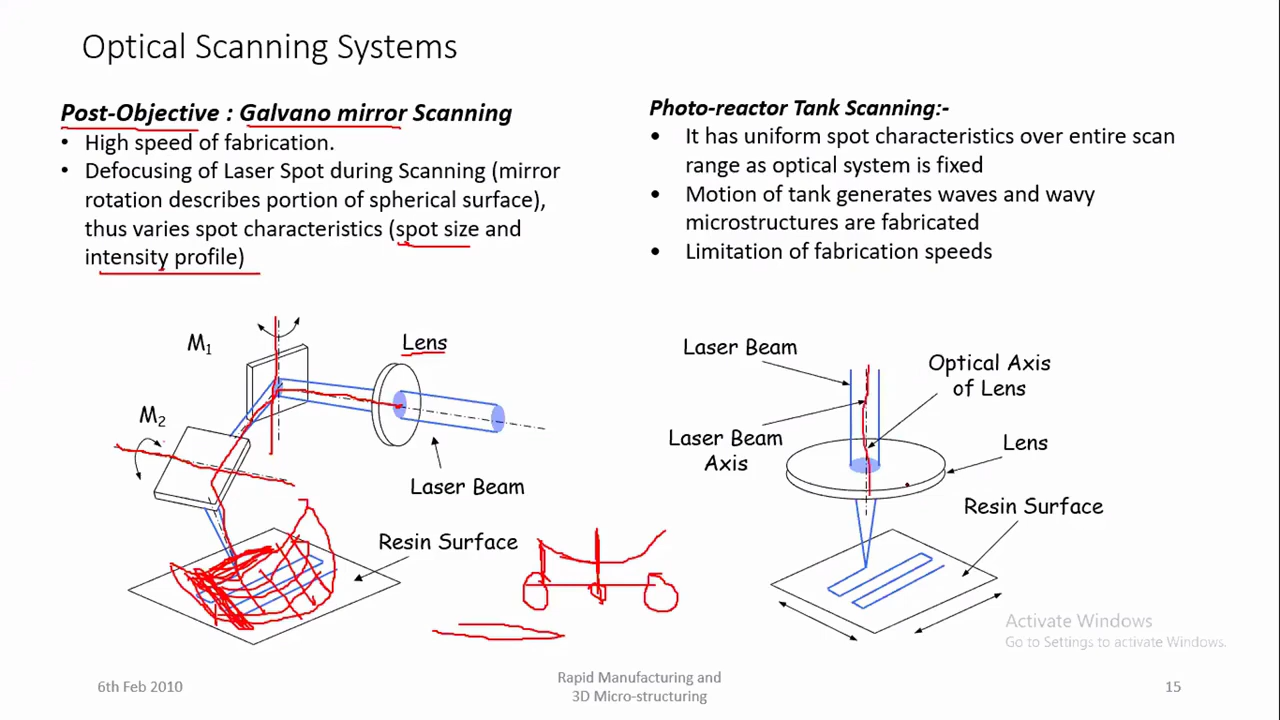 Optical Scanning Systems
Post-Objective : Galvano mirror Scanning
• High speed of fabrication.
• Defocusing of Laser Spot during Scanning (mirror
rotation describes portion of spherical surface),
thus varies spot characteristics (spot size and
intensity profile)
Photo-reactor Tank Scanning:-
• It has uniform spot characteristics over entire scan
range as optical system is fixed
• Motion of tank generates waves and wavy
microstructures are fabricated
• Limitation of fabrication speeds
M1
Lens
M2
Laser Beam
Resin Surface
Laser Beam
Optical Axis
of Lens
Laser Beam
Axis
Lens
Resin Surface
Activate Windows
Go to Settings to activate Windows.
6th Feb 2010
Rapid Manufacturing and
3D Micro-structuring
15